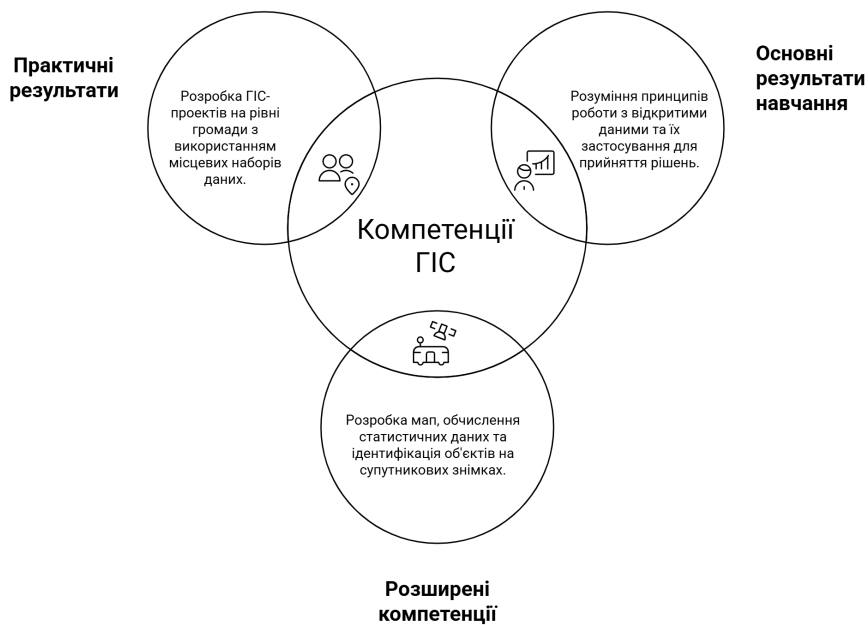 Практичні
результати
Розробка ГІС-
проектів на рівні
громади з
використанням
місцевих наборів
даних.
Основні
результати
навчання
Розуміння принципів
роботи з відкритими
даними та їх
застосування для
прийняття рішень.
Компетенції
ГІС
Розробка мап, обчислення
статистичних даних та
ідентифікація об'єктів на
супутникових знімках.
Розширені
компетенції